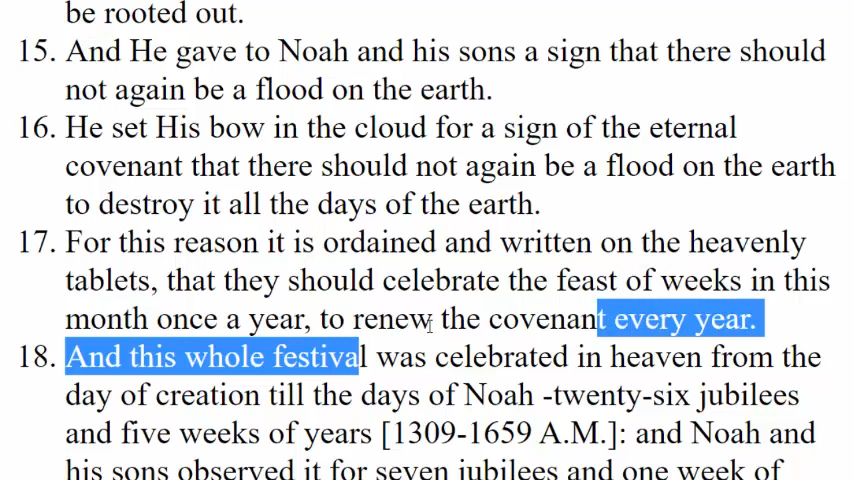 be rooted out.
15. And He gave to Noah and his sons a sign that there should
not again be a flood on the earth.
16. He set His bow in the cloud for a sign of the eternal
covenant that there should not again be a flood on the earth
to destroy it all the days of the earth.
17. For this reason it is ordained and written on the heavenly
tablets, that they should celebrate the feast of weeks in this
month once a year, to renew the covenant every year.
18. And this whole festival was celebrated in heaven from the
day of creation till the days of Noah -twenty-six jubilees
and five weeks of years [1309-1659 A.M.]: and Noah and
his sons observed it for seven jubilees and one week of